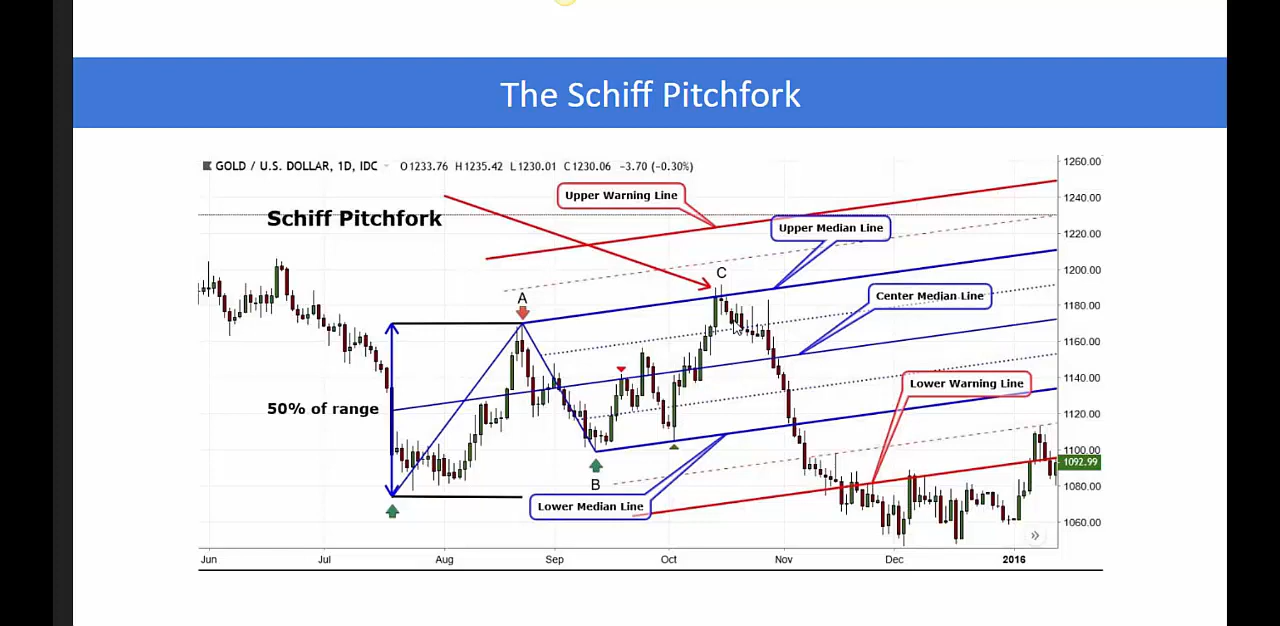 The Schiff Pitchfork
GOLD / U.S. DOLLAR, 1D, IDC O1233.76 H1235.42 L1230.01 C1230.06 −3.70 (−0.30%)
1260.00
Upper Warning Line
1240.00
Schiff Pitchfork
Upper Median Line
1220.00
C
1200.00
A
Center Median Line
1180.00
1160.00
1140.00
Lower Warning Line
50% of range
1120.00
1100.00
1092.99
B
1080.00
Lower Median Line
1060.00
»
Jun Jul Aug Sep Oct Nov Dec 2016